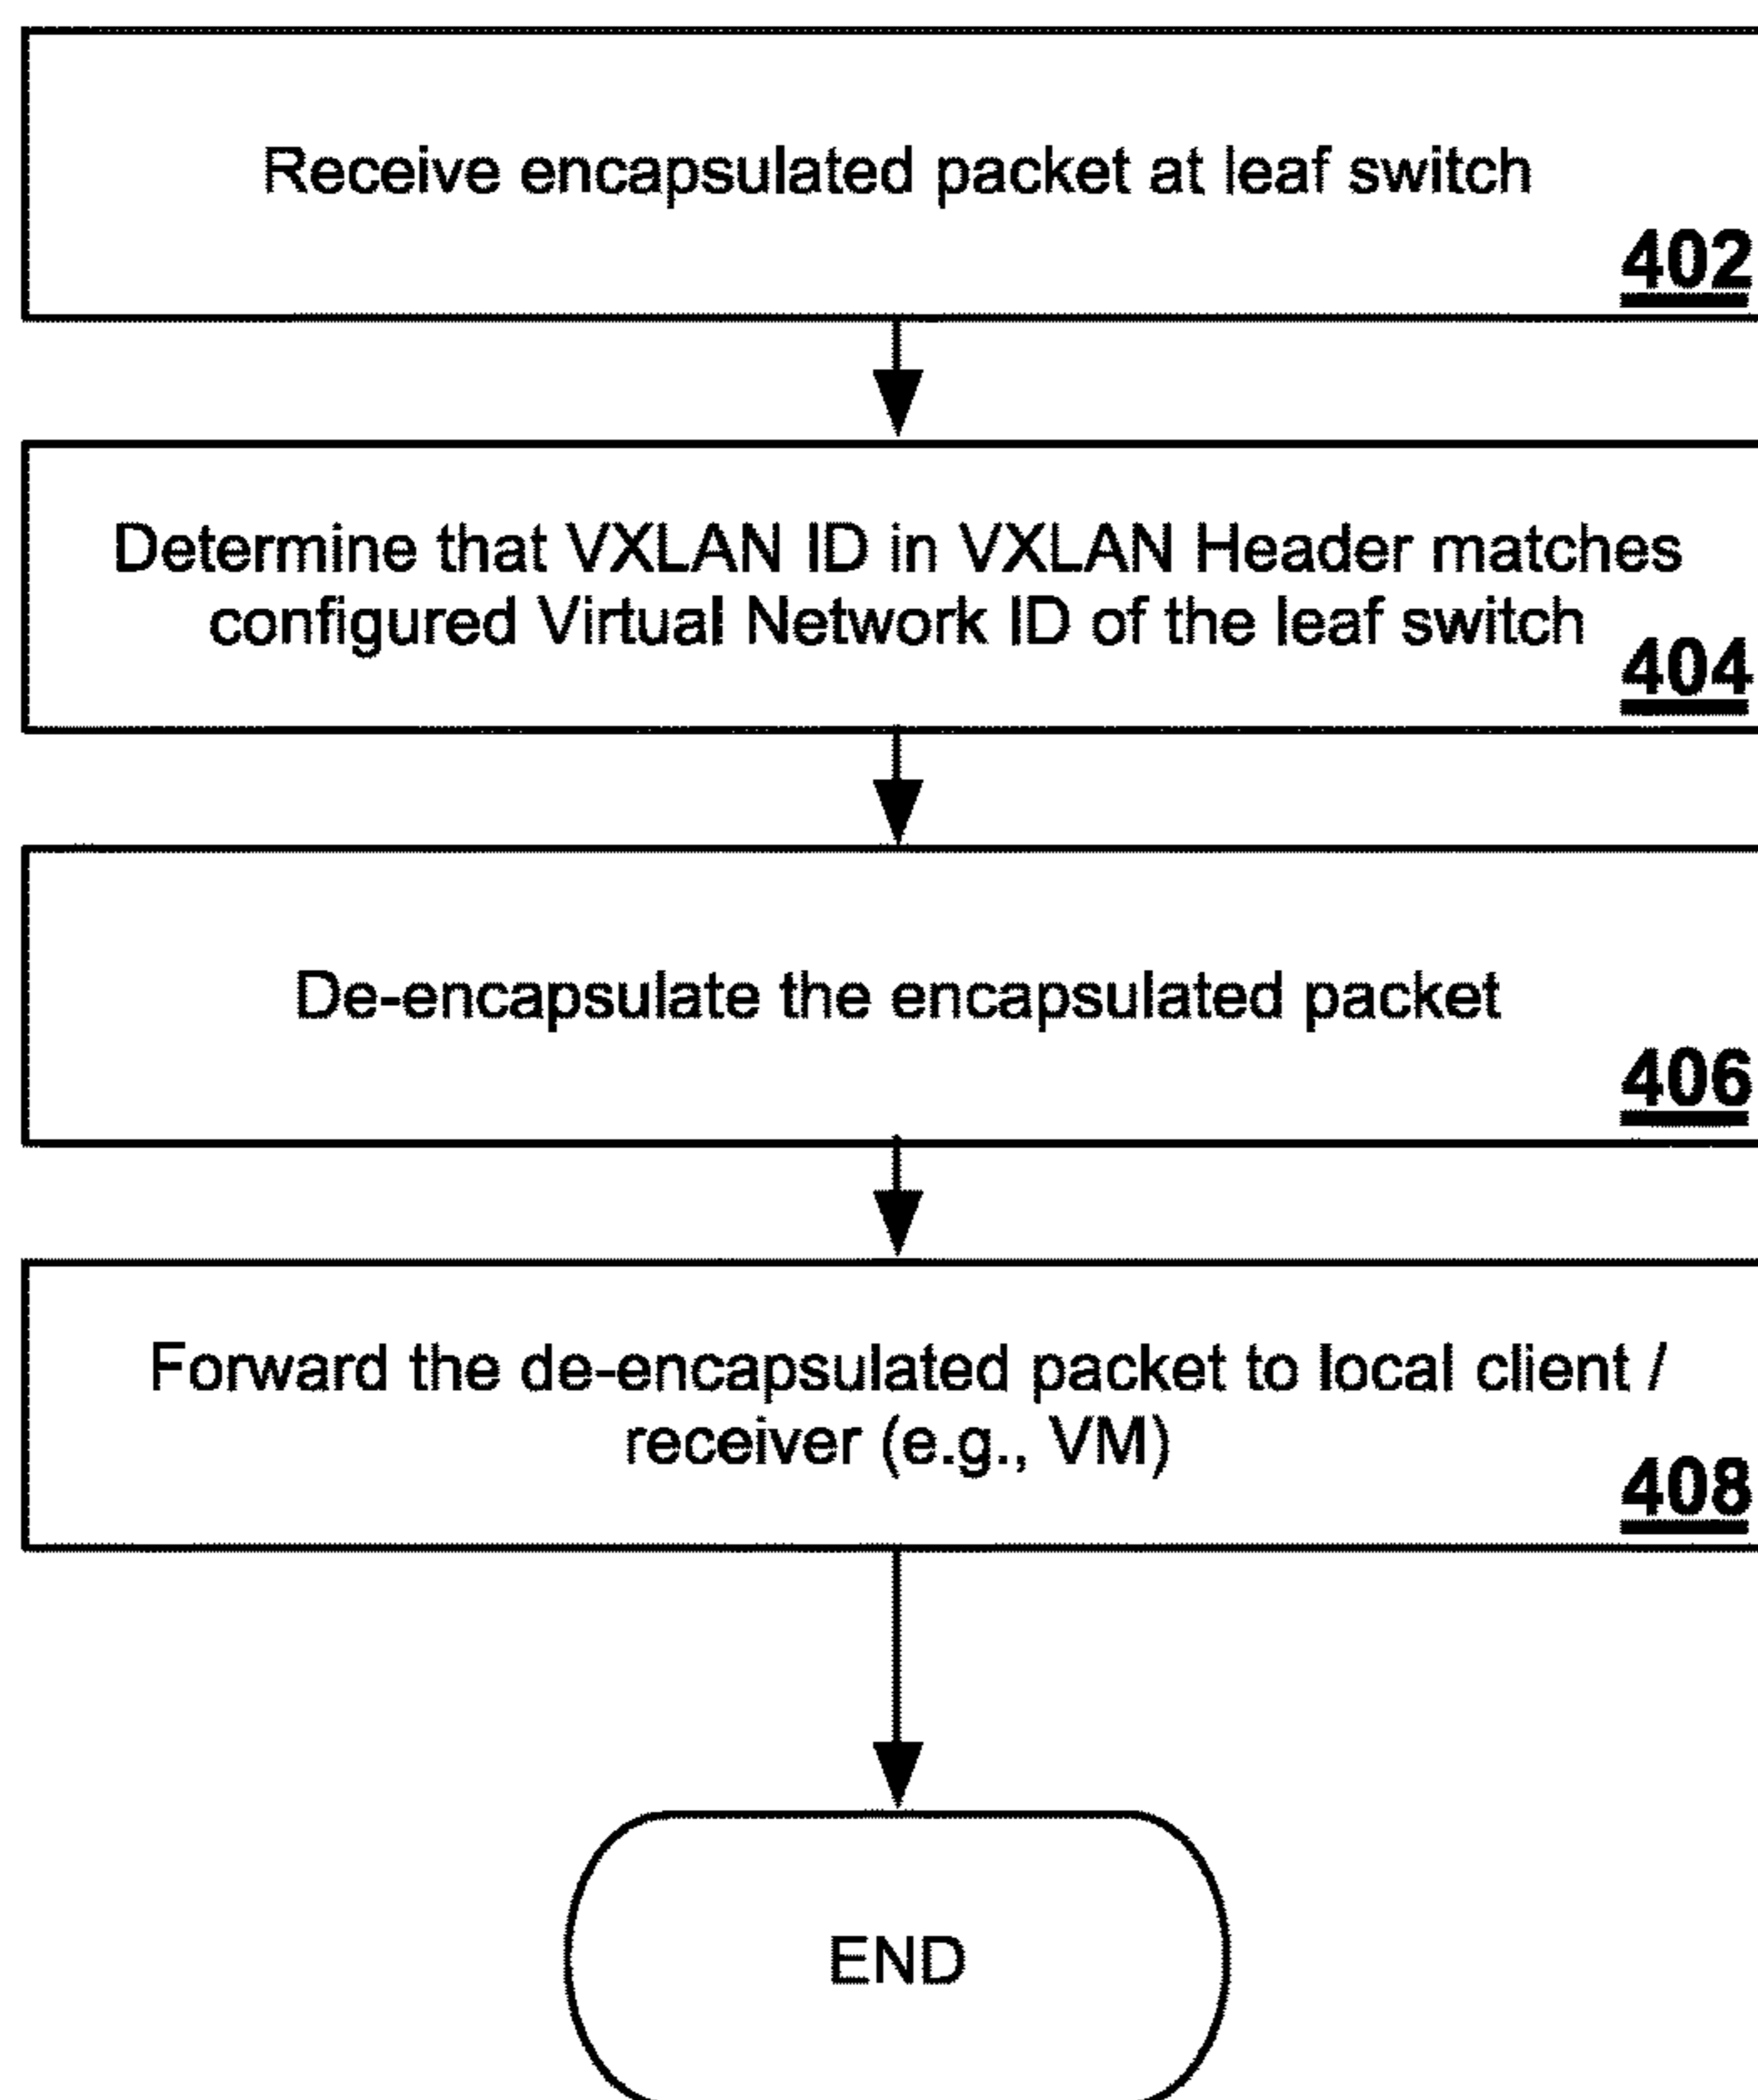 Receive encapsulated packet at leaf switch
402
Determine that VXLAN ID in VXLAN Header matches
configured Virtual Network ID of the leaf switch
404
De-encapsulate the encapsulated packet
406
Forward the de-encapsulated packet to local client /
receiver (e.g., VM)
408
END